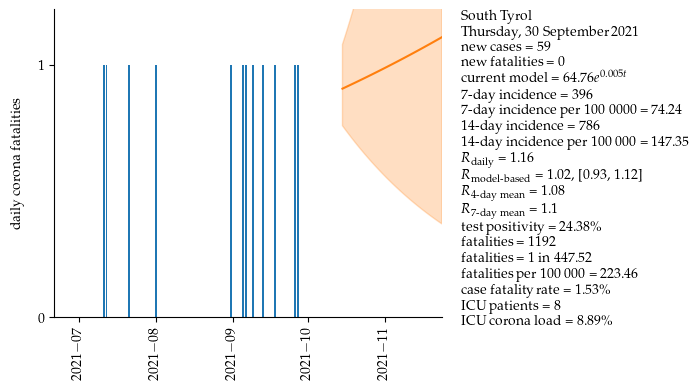 South Tyrol
Thursday, 30 September 2021
new cases = 59
new fatalities = 0
current model = 64.76e^0.005t
7-day incidence = 396
7-day incidence per 100 0000 = 74.24
14-day incidence = 786
14-day incidence per 100 000 = 147.35
R_daily = 1.16
R_model-based = 1.02, [0.93, 1.12]
R_4-day mean = 1.08
R_7-day mean = 1.1
test positivity = 24.38%
fatalities = 1192
fatalities = 1 in 447.52
fatalities per 100 000 = 223.46
case fatality rate = 1.53%
ICU patients = 8
ICU corona load = 8.89%
daily corona fatalities
1
0
2021−07
2021−08
2021−09
2021−10
2021−11